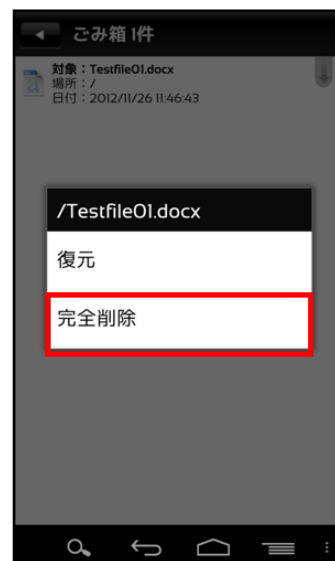 ごみ箱 1件
対象：Testfile01.docx
場所：/
日付：2012/11/26 11:46:43
/Testfile01.docx
復元
完全削除